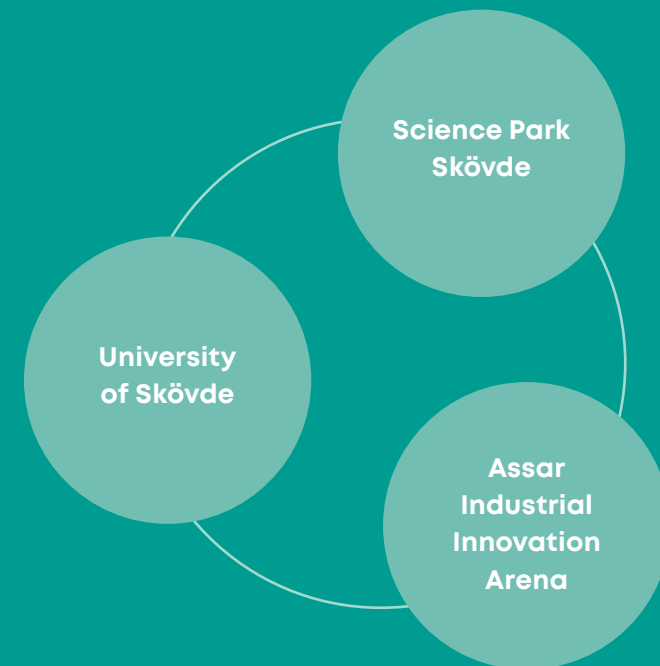 Science Park
Skövde
University
of Skövde
Assar
Industrial
Innovation
Arena